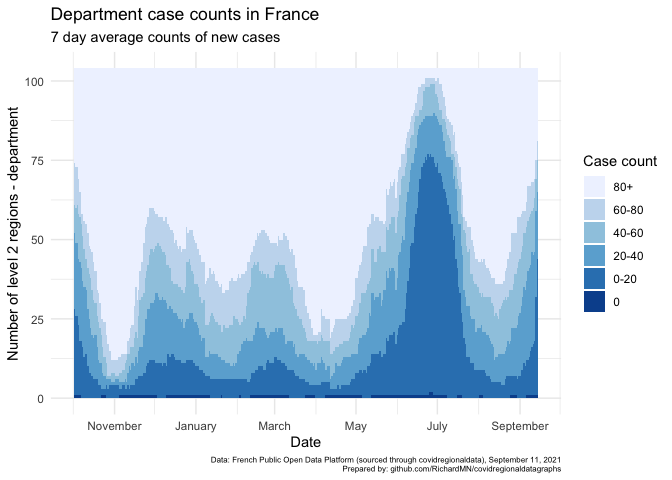 Department case counts in France
7 day average counts of new cases
Number of level 2 regions - department
100
75
50
25
0
November January March May July September
Date
Case count
80+
60-80
40-60
20-40
0-20
0
Data: French Public Open Data Platform (sourced through covidregionaldata), September 11, 2021
Prepared by: github.com/RichardMN/covidregionaldatagraphs